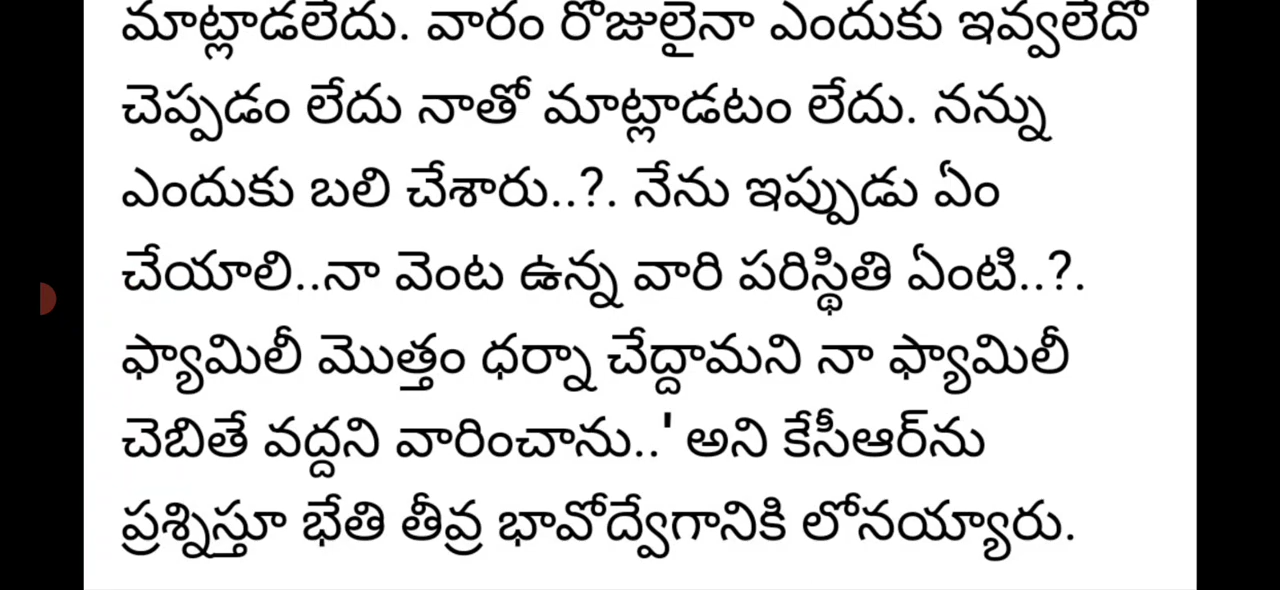 మాట్లాడలేదు. వారం రోజులైనా ఎందుకు ఇవ్వలేదో
చెప్పడం లేదు నాతో మాట్లాడటం లేదు. నన్ను
ఎందుకు బలి చేశారు..?. నేను ఇప్పుడు ఏం
చేయాలి..నా వెంట ఉన్న వారి పరిస్థితి ఏంటి..?.
ఫ్యామిలీ మొత్తం ధర్నా చేద్దామని నా ఫ్యామిలీ
చెబితే వద్దని వారించాను..' అని కేసీఆర్‌ను
ప్రశ్నిస్తూ భేతి తీవ్ర భావోద్వేగానికి లోనయ్యారు.